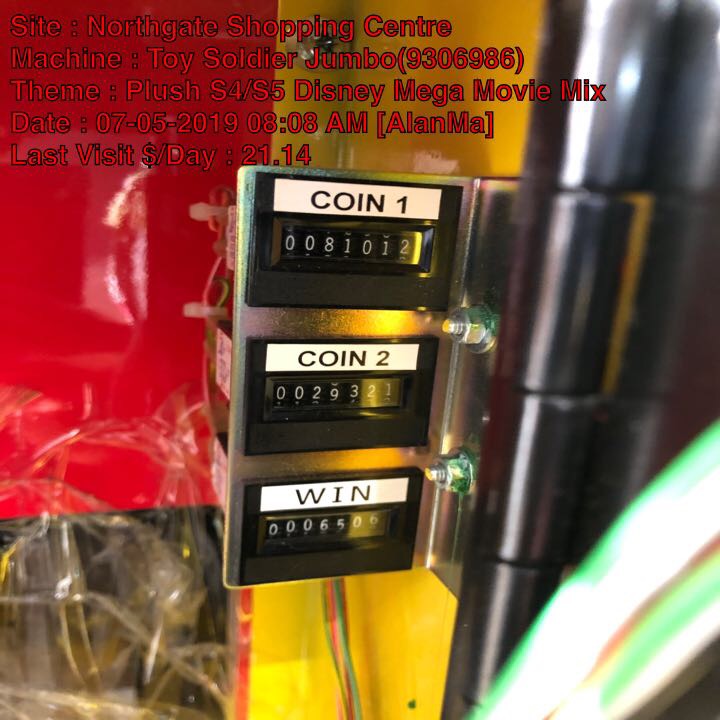 Site : Northgate Shopping Centre
Machine : Toy Soldier Jumbo(9306986)
Theme : Plush S4/S5 Disney Mega Movie Mix
Date : 07-05-2019 08:08 AM [AlanMa]
Last Visit $/Day : 21.14
COIN 1
0081012
COIN 2
0029321
WIN
0006506